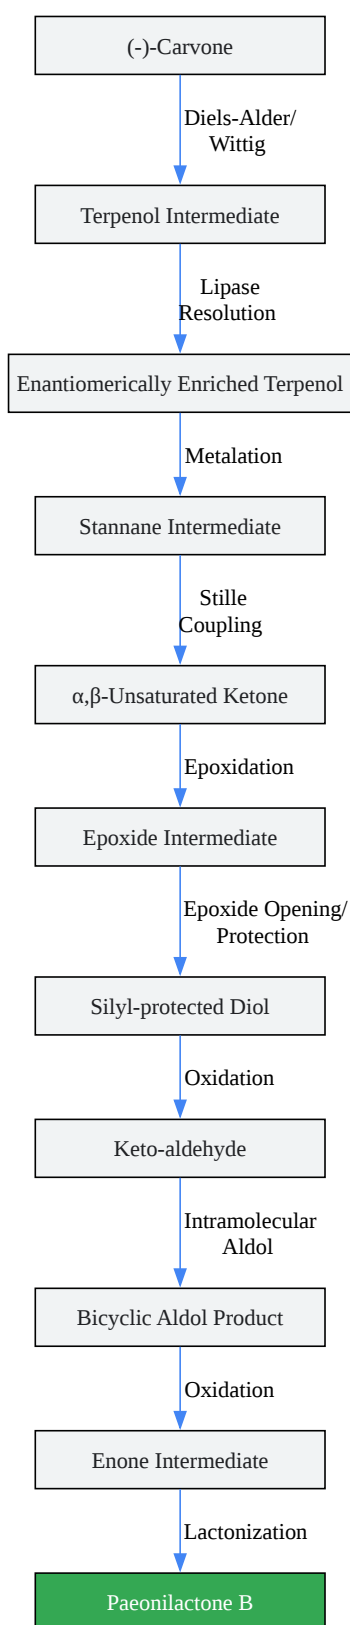 (-)-Carvone
Diels-Alder/
Wittig
Terpenol Intermediate
Lipase
Resolution
Enantiomerically Enriched Terpenol
Metalation
Stannane Intermediate
Stille
Coupling
α,β-Unsaturated Ketone
Epoxidation
Epoxide Intermediate
Epoxide Opening/
Protection
Silyl-protected Diol
Oxidation
Keto-aldehyde
Intramolecular
Aldol
Bicyclic Aldol Product
Oxidation
Enone Intermediate
Lactonization
Paeonilactone B